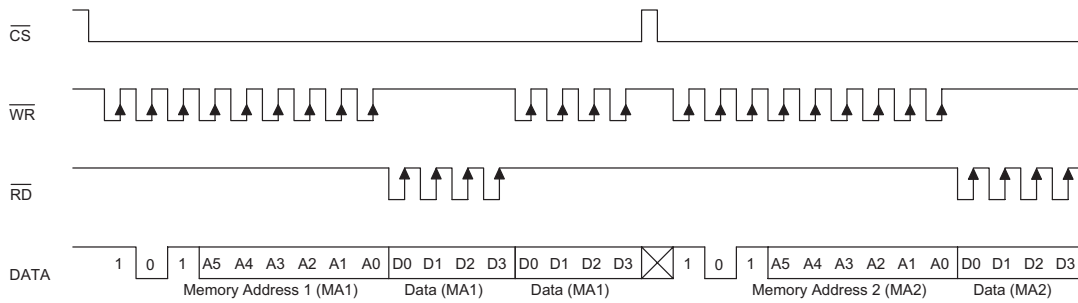 CS
WR
RD
DATA 1 0 1 A5 A4 A3 A2 A1 A0 D0 D1 D2 D3 D0 D1 D2 D3 1 0 1 A5 A4 A3 A2 A1 A0 D0 D1 D2 D3
Memory Address 1 (MA1) Data (MA1) Data (MA1) Memory Address 2 (MA2) Data (MA2)